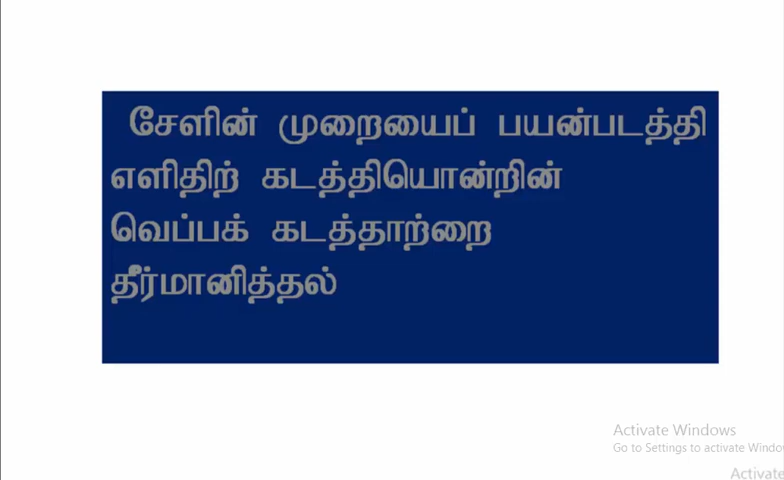 சேளின் முறையைப் பயன்படத்தி
எளிதிற் கடத்தியொன்றின்
வெப்பக் கடத்தாற்றை
தீர்மானித்தல்
Activate Windows
Go to Settings to activate Windo
Activate